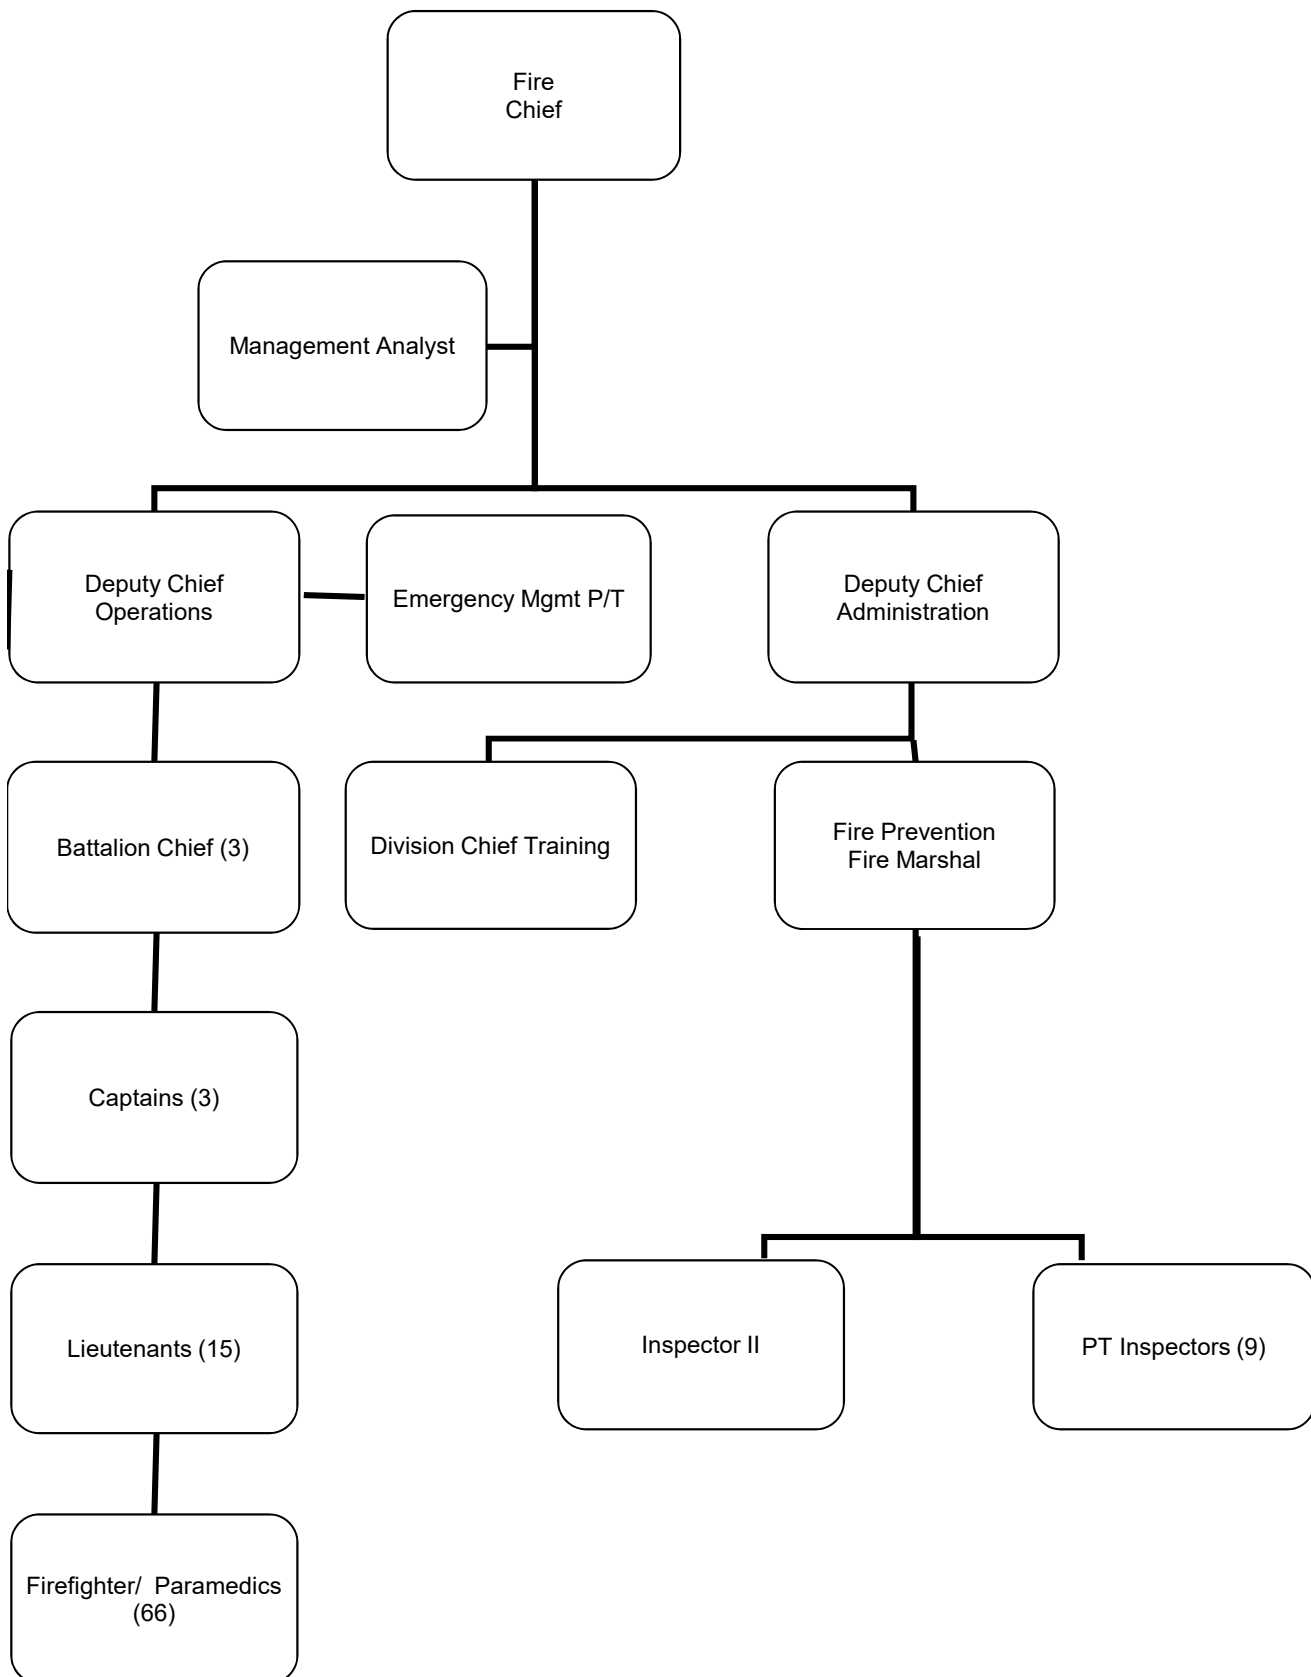 Fire
Chief
Management Analyst
Deputy Chief
Operations
Emergency Mgmt P/T
Deputy Chief
Administration
Battalion Chief (3)
Division Chief Training
Fire Prevention
Fire Marshal
Captains (3)
Lieutenants (15)
Inspector II
PT Inspectors (9)
Firefighter/  Paramedics
(66)